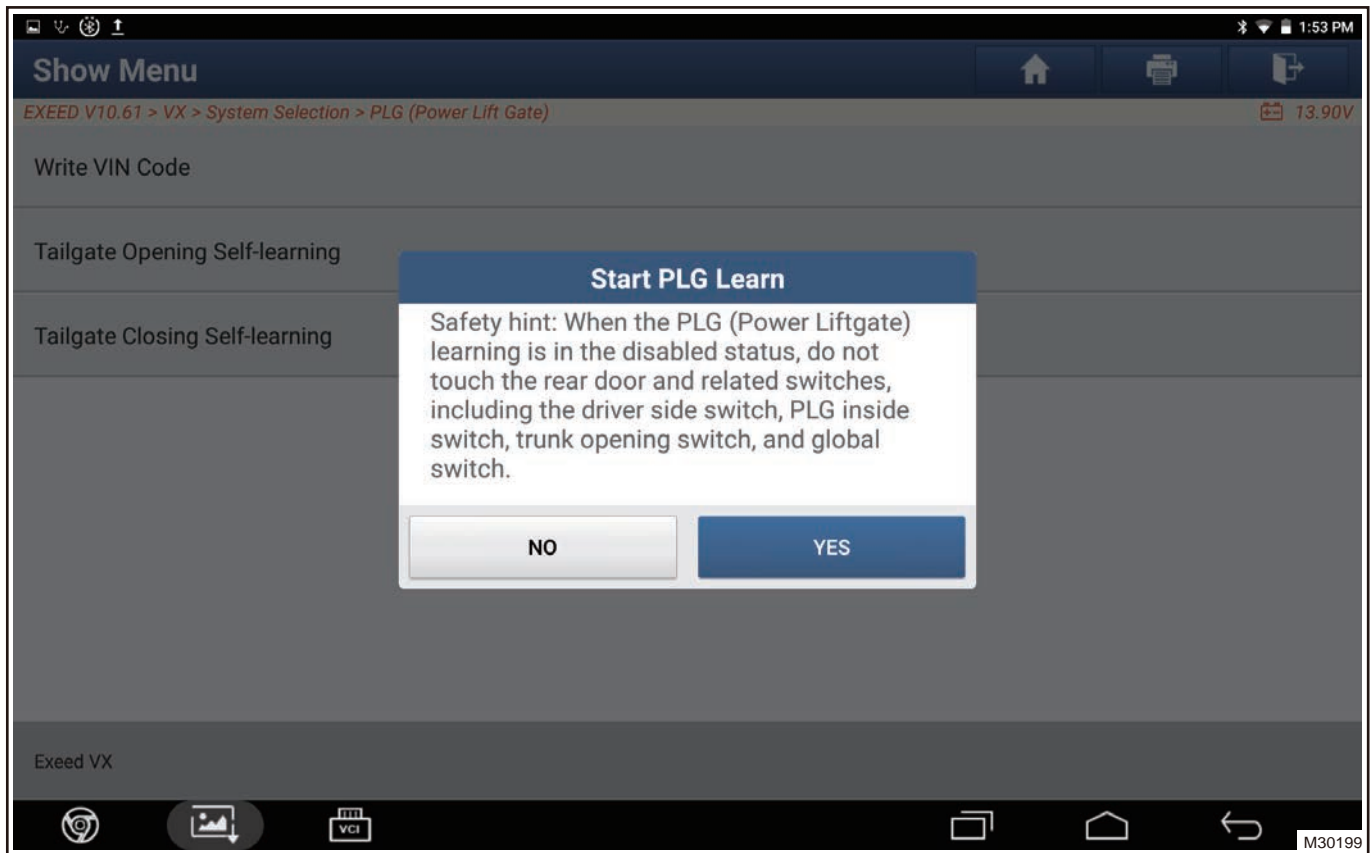 1:53 PM
Show Menu
EXEED V10.61 > VX > System Selection > PLG (Power Lift Gate)
13.90V
Write VIN Code
Tailgate Opening Self-learning
Tailgate Closing Self-learning
Start PLG Learn
Safety hint: When the PLG (Power Liftgate)
learning is in the disabled status, do not
touch the rear door and related switches,
including the driver side switch, PLG inside
switch, trunk opening switch, and global
switch.
NO
YES
Exeed VX
VCI
M30199